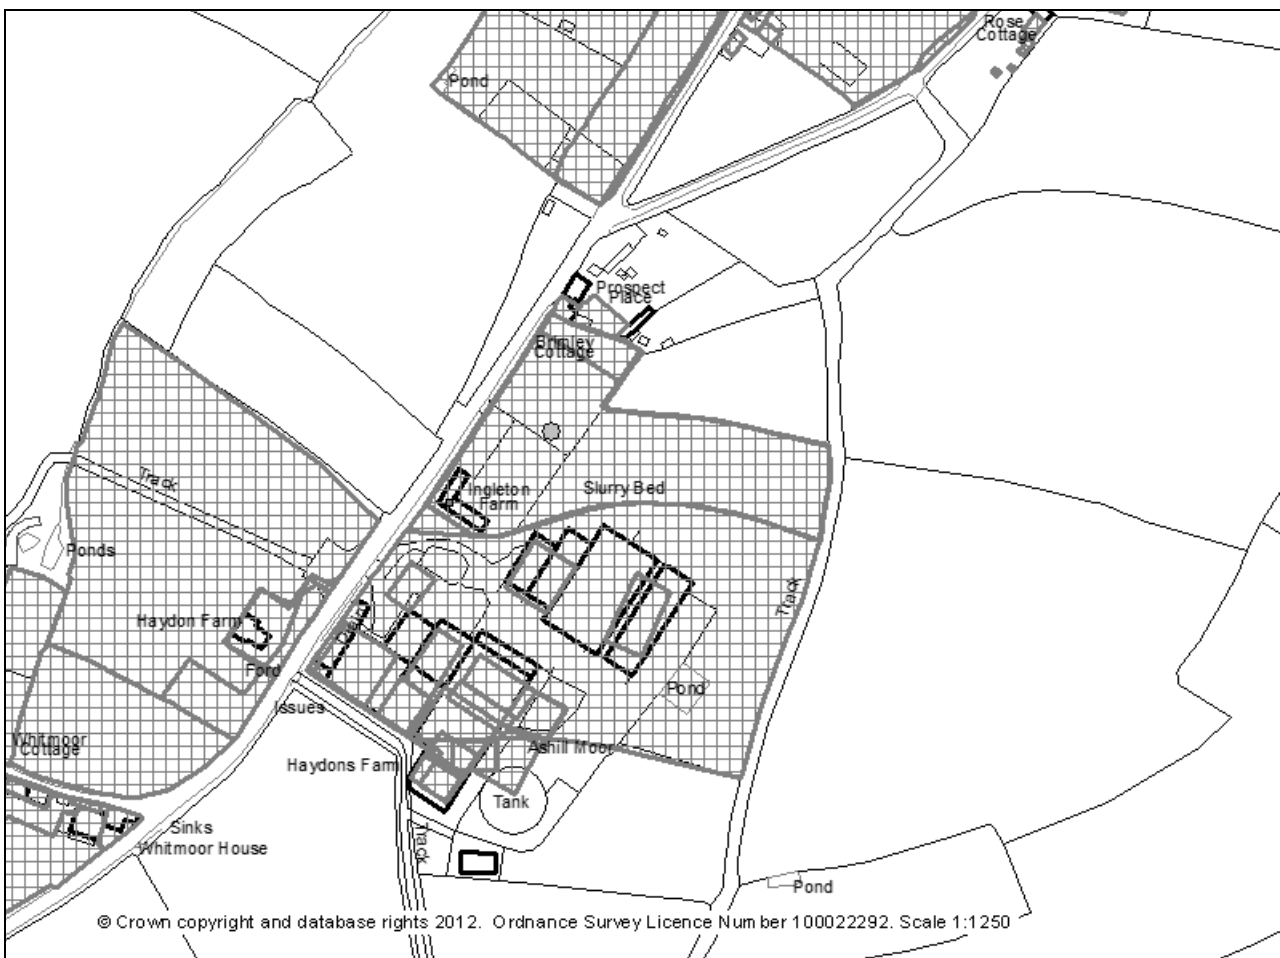 Rose
Cottage
Pond
Prospect
Place
Brimley
Cottage
Track
Ingleton
Farm
Slurry Bed
Ponds
Track
Haydon Farm
Ford
Pond
Issues
Whitmoor
Cottage
Ashill Moor
Haydons Farm
Tank
Sinks
Whitmoor House
Track
Pond
© Crown copyright and database rights 2012. Ordnance Survey Licence Number 100022292. Scale 1:1250